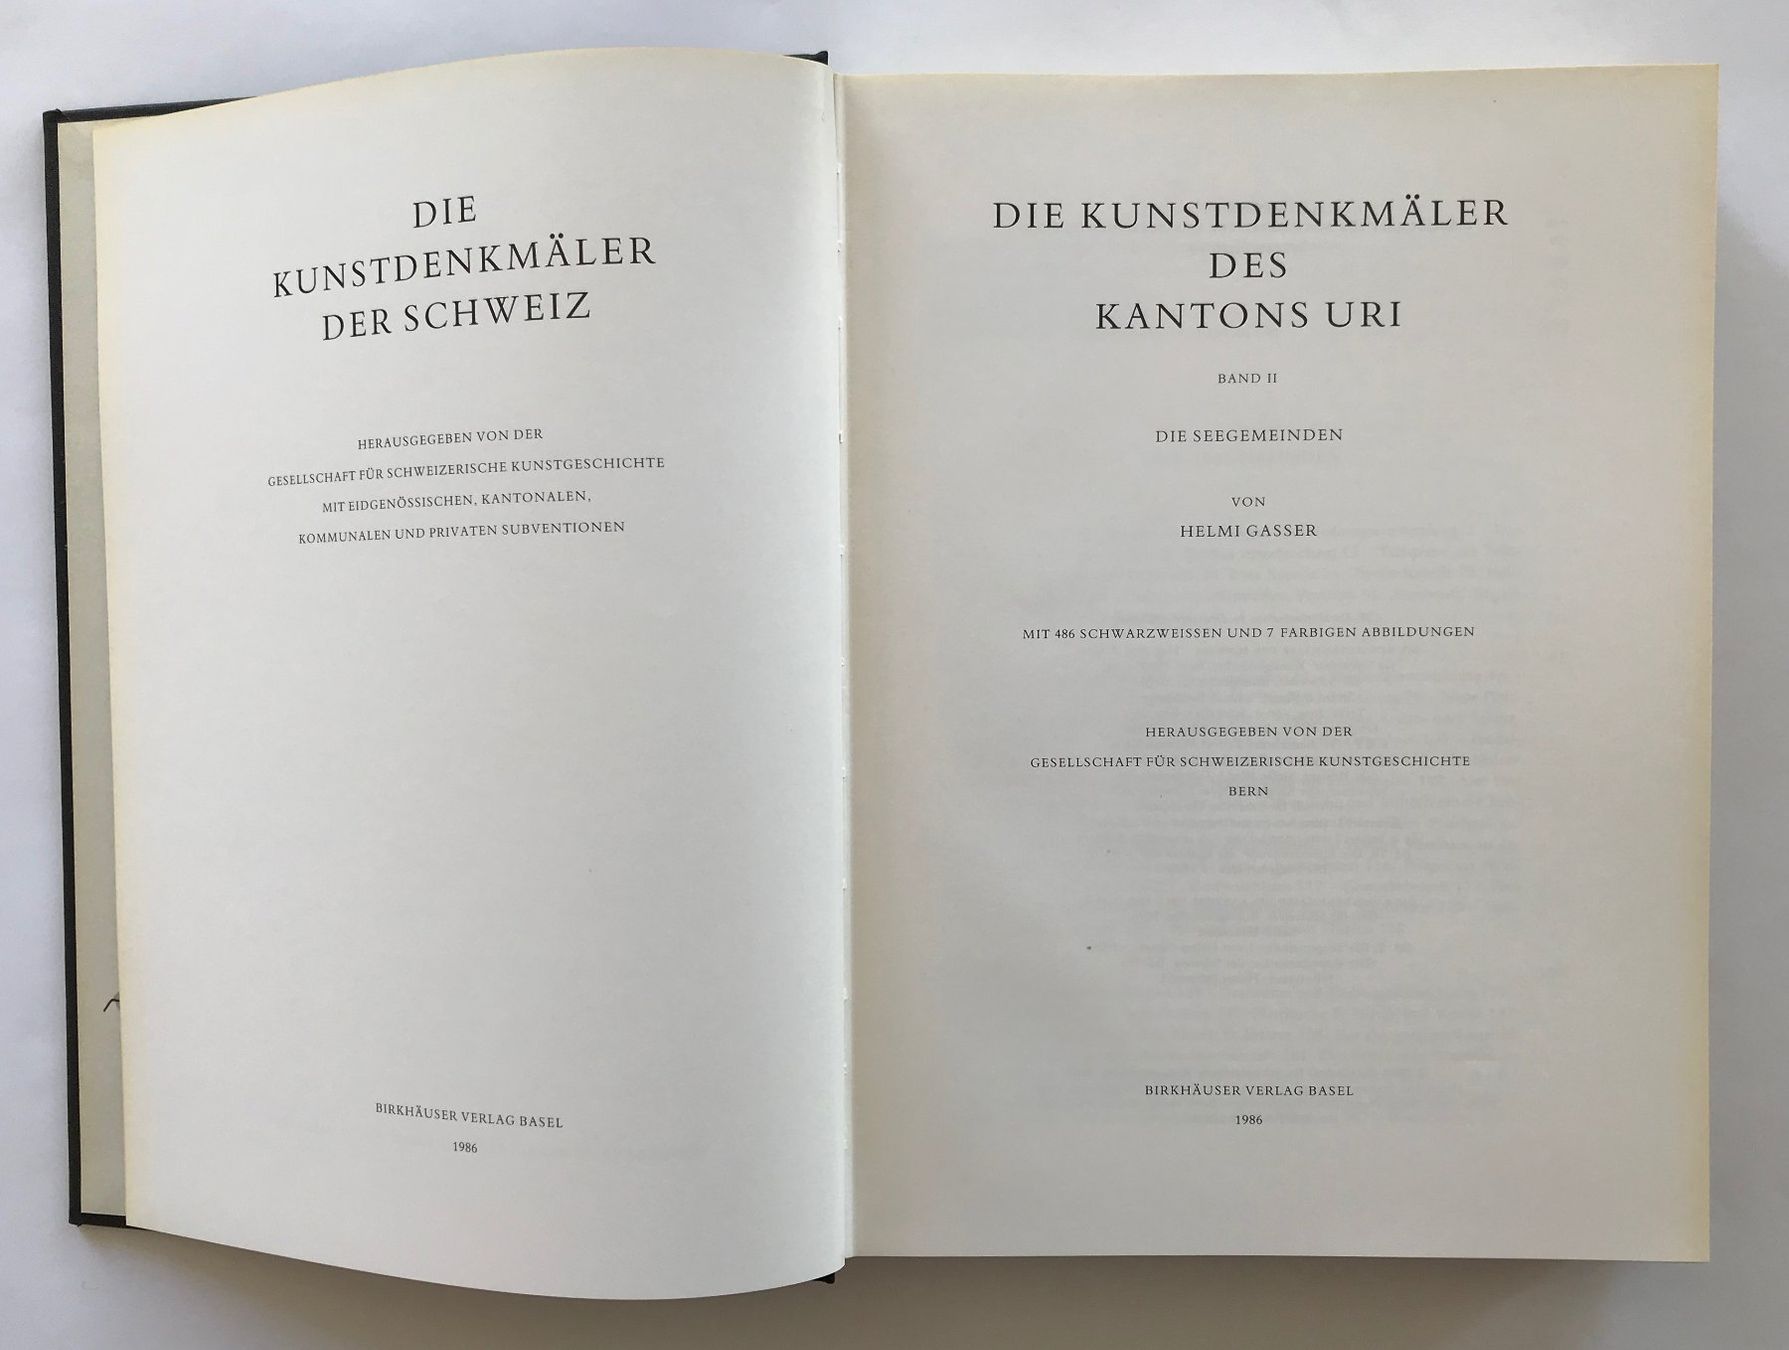 DIE
KUNSTDENKMÄLER
DER SCHWEIZ
HERAUSGEGEBEN VON DER
GESELLSCHAFT FÜR SCHWEIZERISCHE KUNSTGESCHICHTE
MIT EIDGENÖSSISCHEN, KANTONALEN,
KOMMUNALEN UND PRIVATEN SUBVENTIONEN
BIRKHÄUSER VERLAG BASEL
1986
DIE KUNSTDENKMÄLER
DES
KANTONS URI
BAND II
DIE SEEGEMEINDEN
VON
HELMI GASSER
MIT 486 SCHWARZWEISSEN UND 7 FARBIGEN ABBILDUNGEN
HERAUSGEGEBEN VON DER
GESELLSCHAFT FÜR SCHWEIZERISCHE KUNSTGESCHICHTE
BERN
BIRKHÄUSER VERLAG BASEL
1986